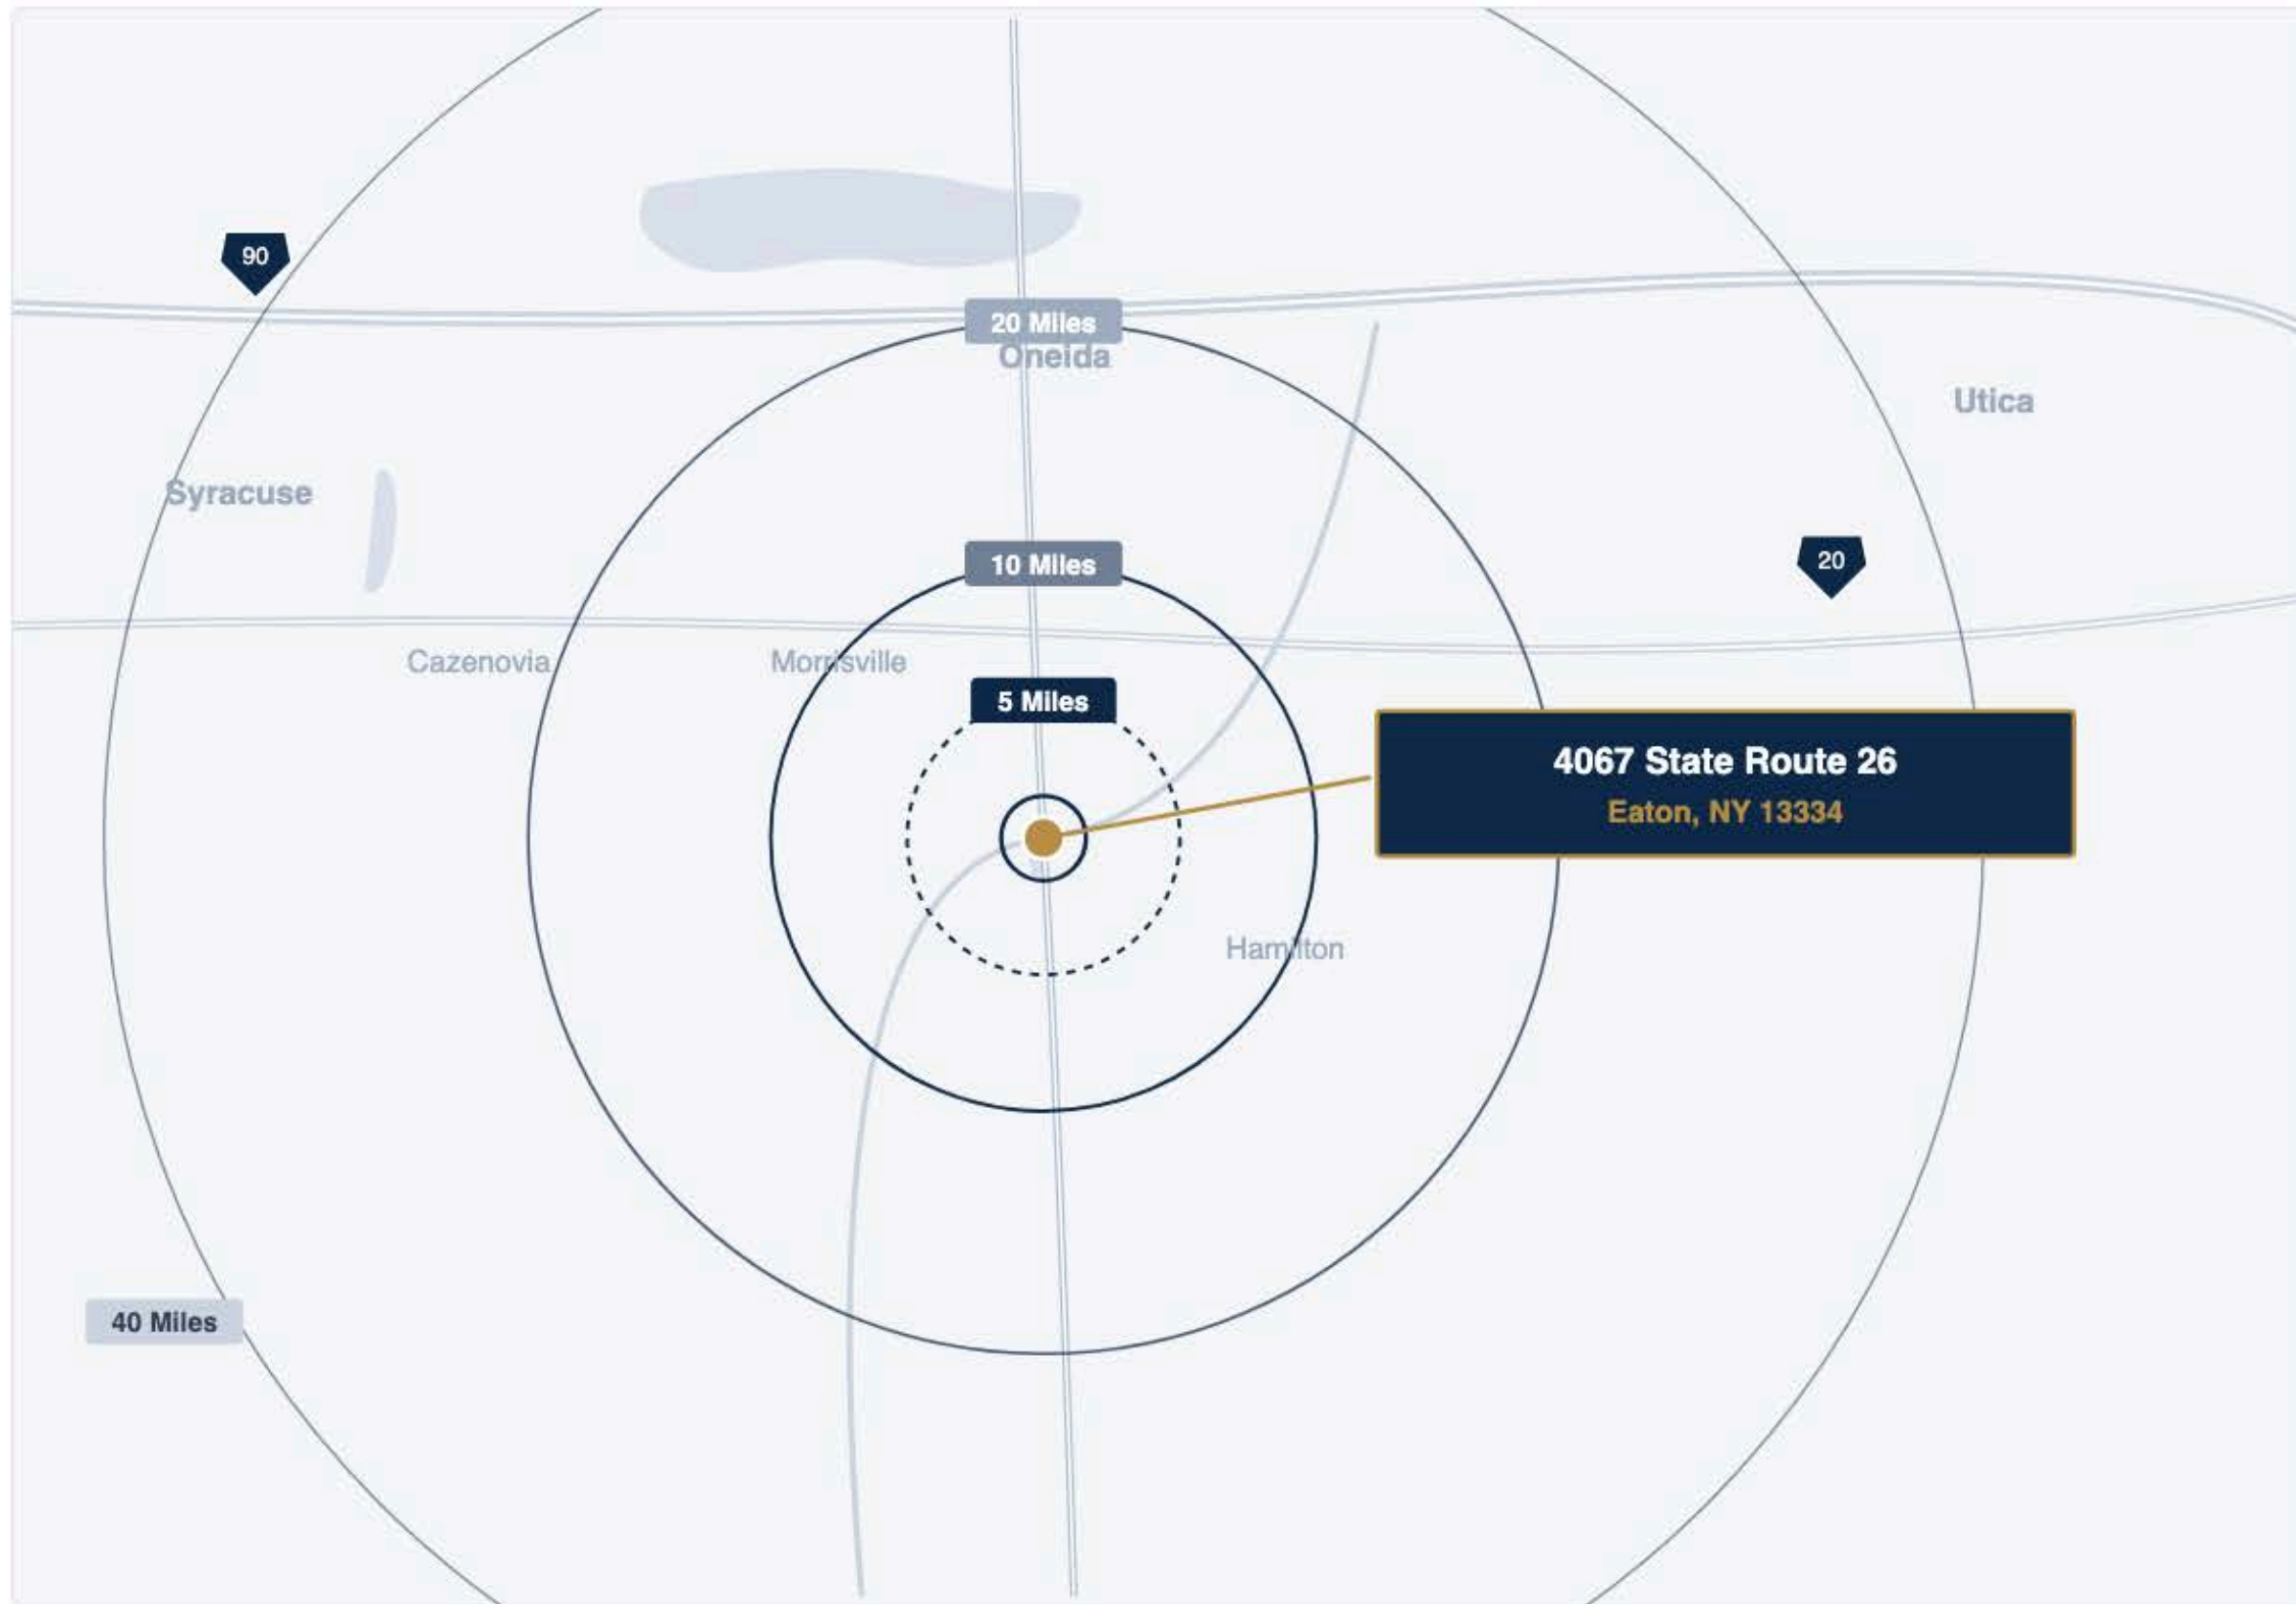 90
20 Miles
Oneida
Utica
Syracuse
10 Miles
20
Cazenovia
Morrisville
5 Miles
4067 State Route 26
Eaton, NY 13334
Hamilton
40 Miles